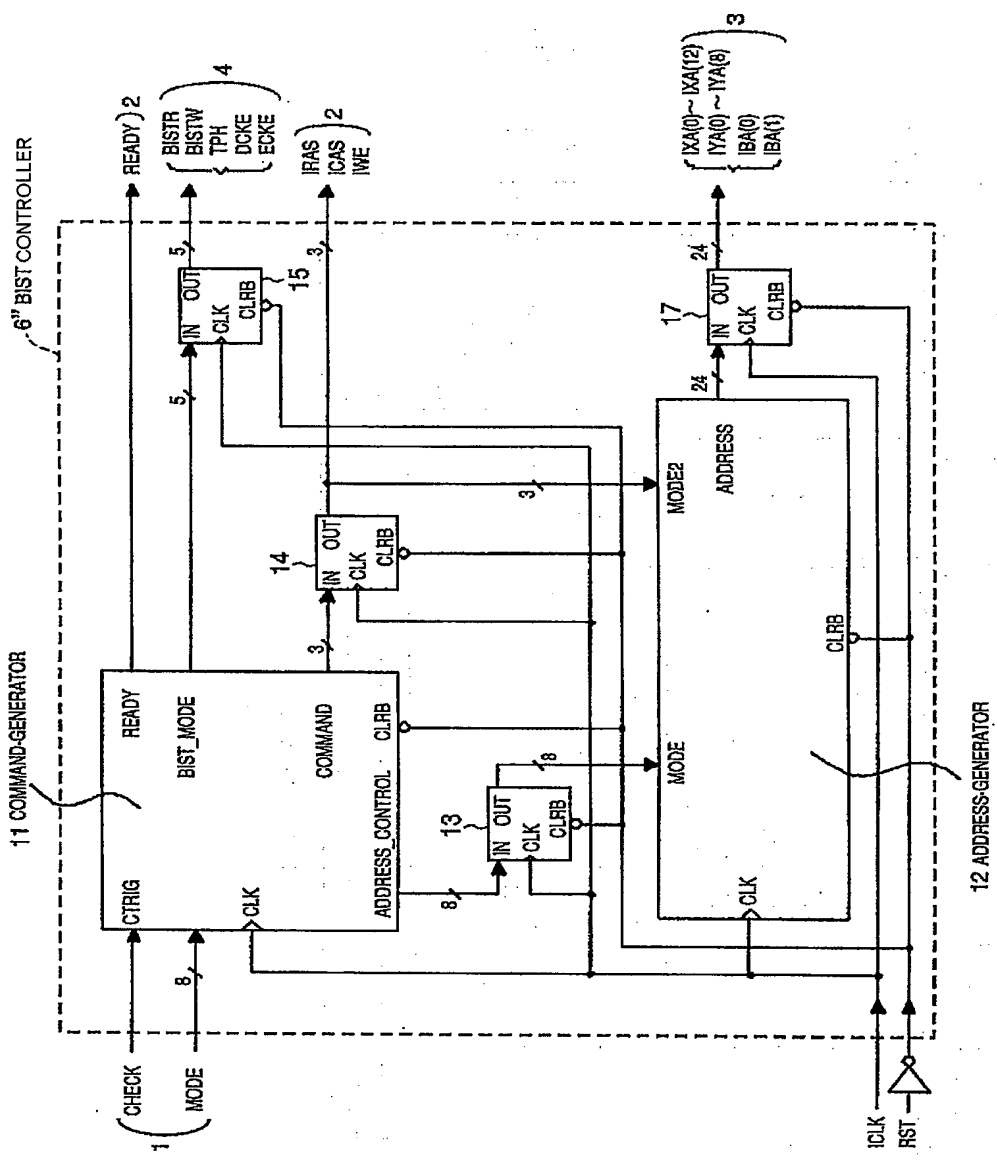 6" BIST CONTROLLER
11 COMMAND-GENERATOR
CHECK
MODE
1
8
CTRIG
CLK
READY
BIST_MODE
COMMAND
ADDRESS_CONTROL
CLRB
READY
2
5
15
IN OUT
CLK
CLRB
5
BISTR
BISTW
TPH
DCKE
ECKE
4
3
14
IN OUT
CLK
CLRB
3
IRAS
ICAS
IWE
2
8
13
IN OUT
CLK
CLRB
8
3
MODE
MODE2
ADDRESS
CLK
CLRB
24
17
IN OUT
CLK
CLRB
24
IXA(0)~IXA(12)
IYA(0)~IYA(8)
IBA(0)
IBA(1)
3
ICLK
RST
12 ADDRESS-GENERATOR